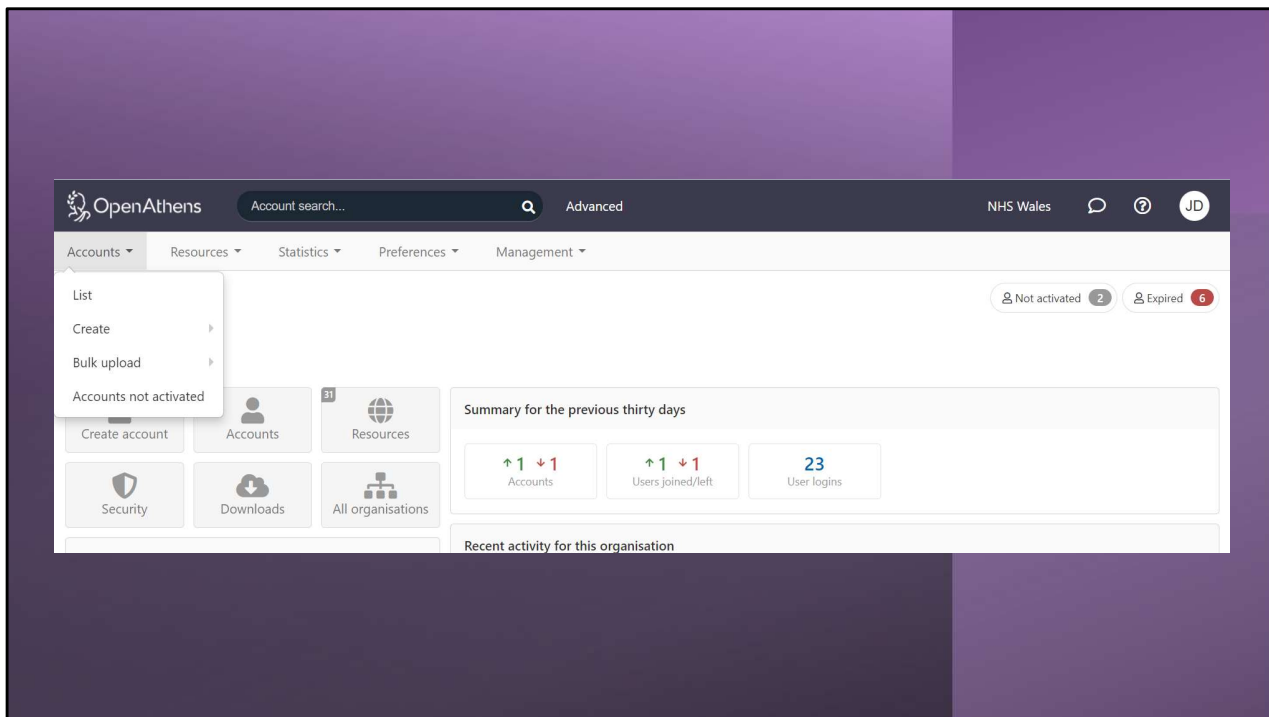 OpenAthens Account search... Advanced NHS Wales JD
Accounts Resources Statistics Preferences Management
List
Create
Bulk upload
Accounts not activated
Not activated 2 Expired 6
Create account
Accounts
31
Resources
Security
Downloads
All organisations
Summary for the previous thirty days
1 1
Accounts
1 1
Users joined/left
23
User logins
Recent activity for this organisation